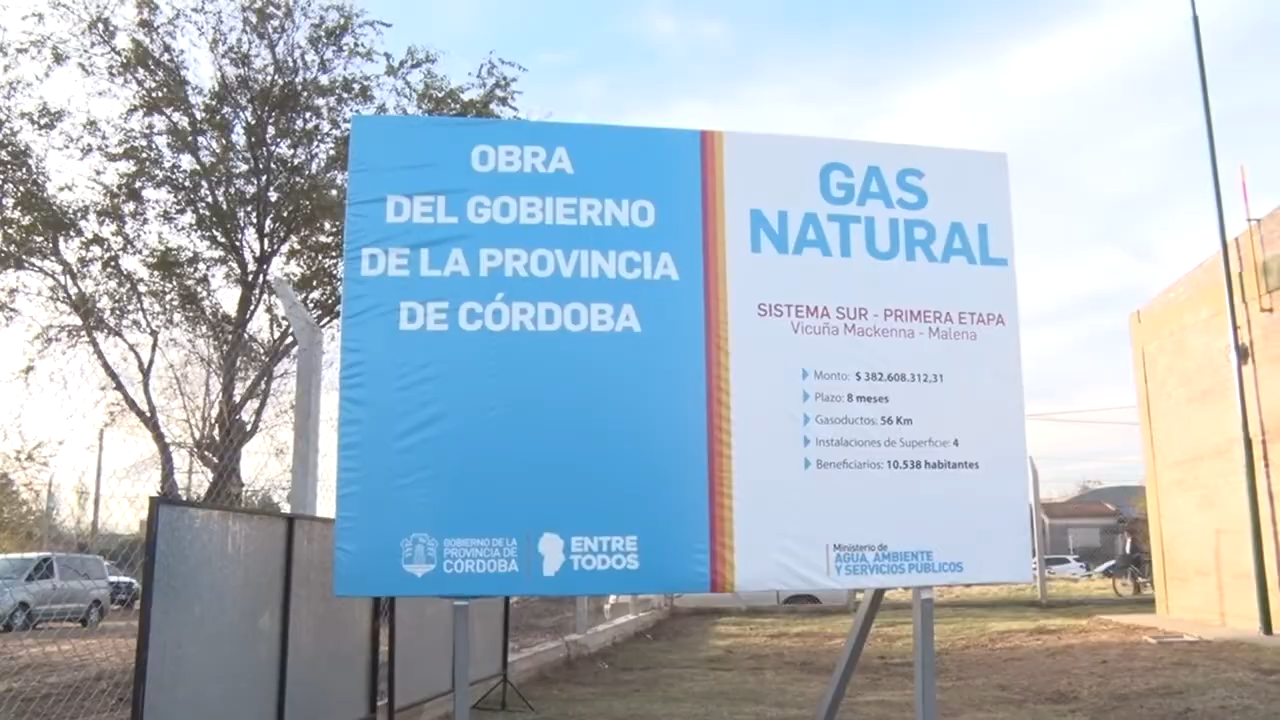 OBRA
DEL GOBIERNO
DE LA PROVINCIA
DE CÓRDOBA
GOBIERNO DE LA
PROVINCIA DE
CÓRDOBA
ENTRE
TODOS
GAS
NATURAL
SISTEMA SUR - PRIMERA ETAPA
Vicuña Mackenna - Malena
Monto: $ 382.608.312,31
Plazo: 8 meses
Gasoductos: 56 Km
Instalaciones de Superficie: 4
Beneficiarios: 10.538 habitantes
Ministerio de
AGUA, AMBIENTE
Y SERVICIOS PÚBLICOS